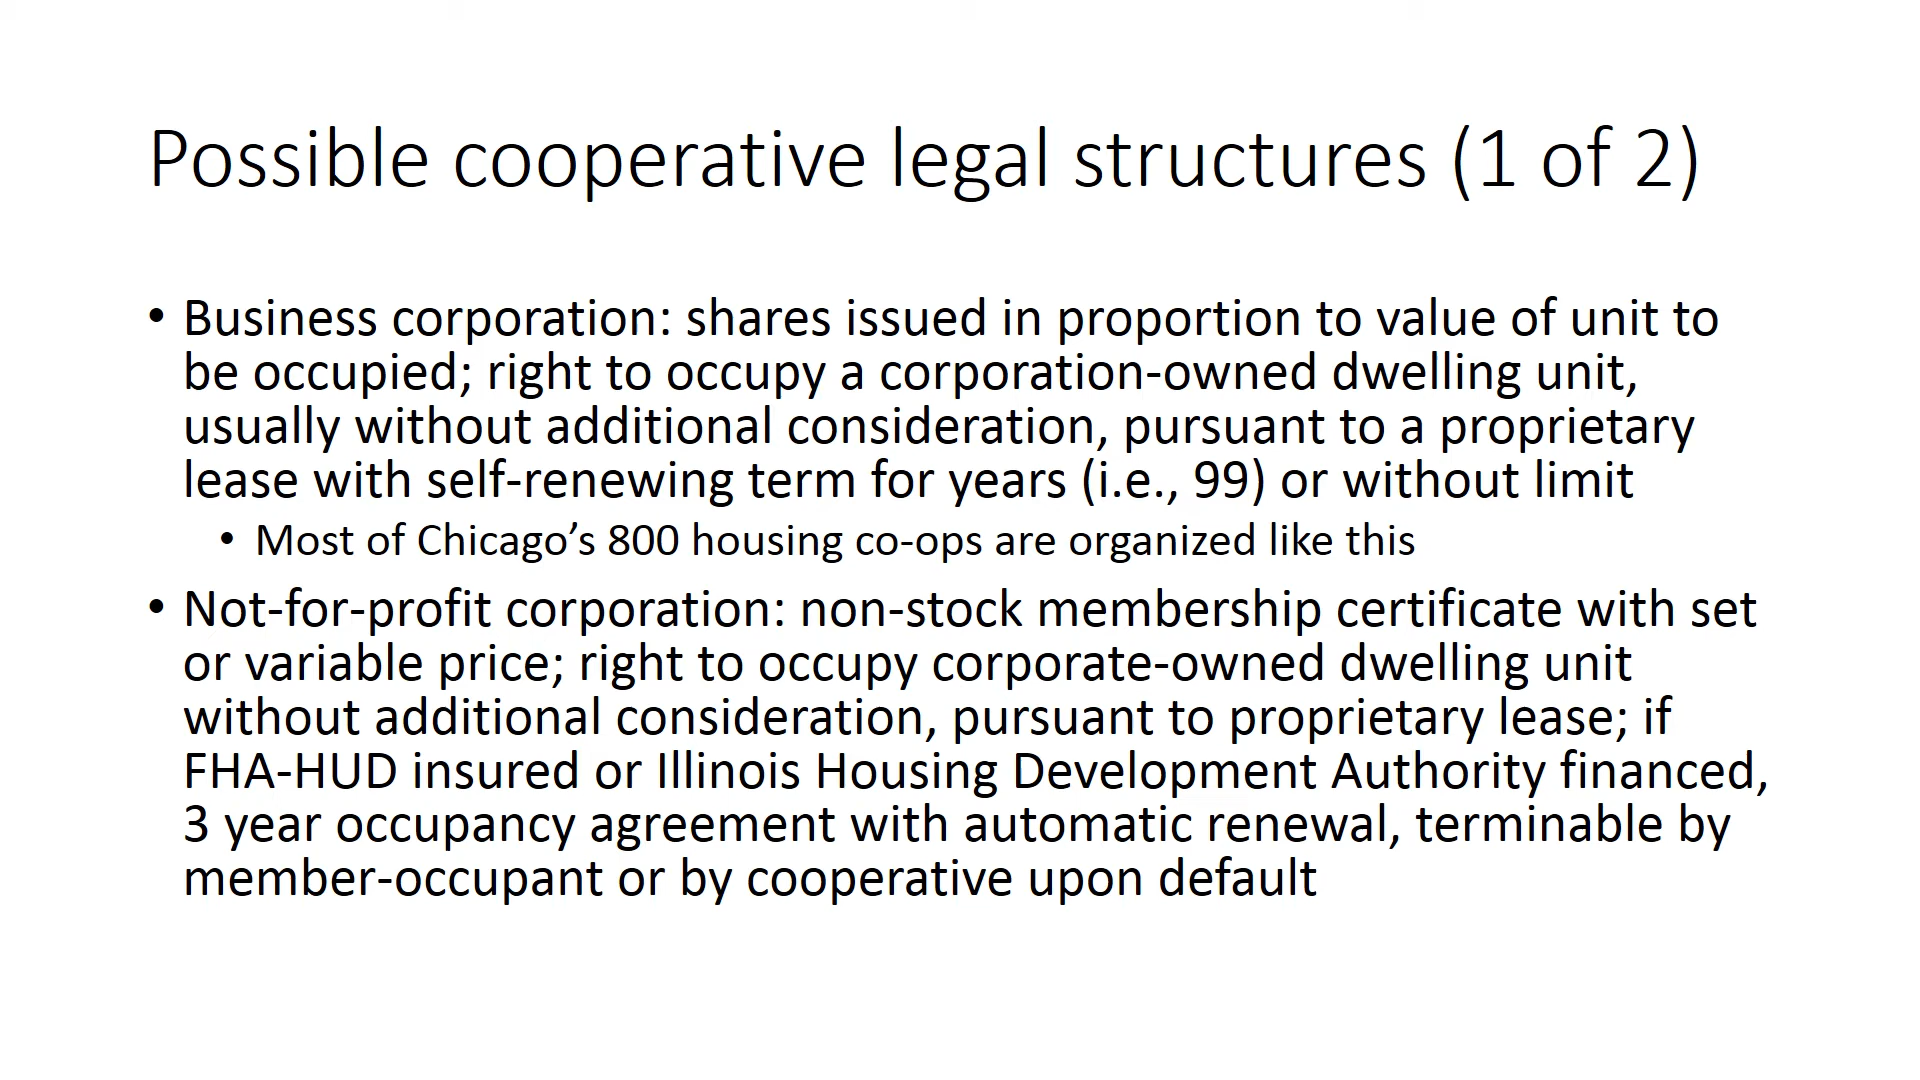 Possible cooperative legal structures (1 of 2)
• Business corporation: shares issued in proportion to value of unit to
be occupied; right to occupy a corporation-owned dwelling unit,
usually without additional consideration, pursuant to a proprietary
lease with self-renewing term for years (i.e., 99) or without limit
• Most of Chicago’s 800 housing co-ops are organized like this
• Not-for-profit corporation: non-stock membership certificate with set
or variable price; right to occupy corporate-owned dwelling unit
without additional consideration, pursuant to proprietary lease; if
FHA-HUD insured or Illinois Housing Development Authority financed,
3 year occupancy agreement with automatic renewal, terminable by
member-occupant or by cooperative upon default